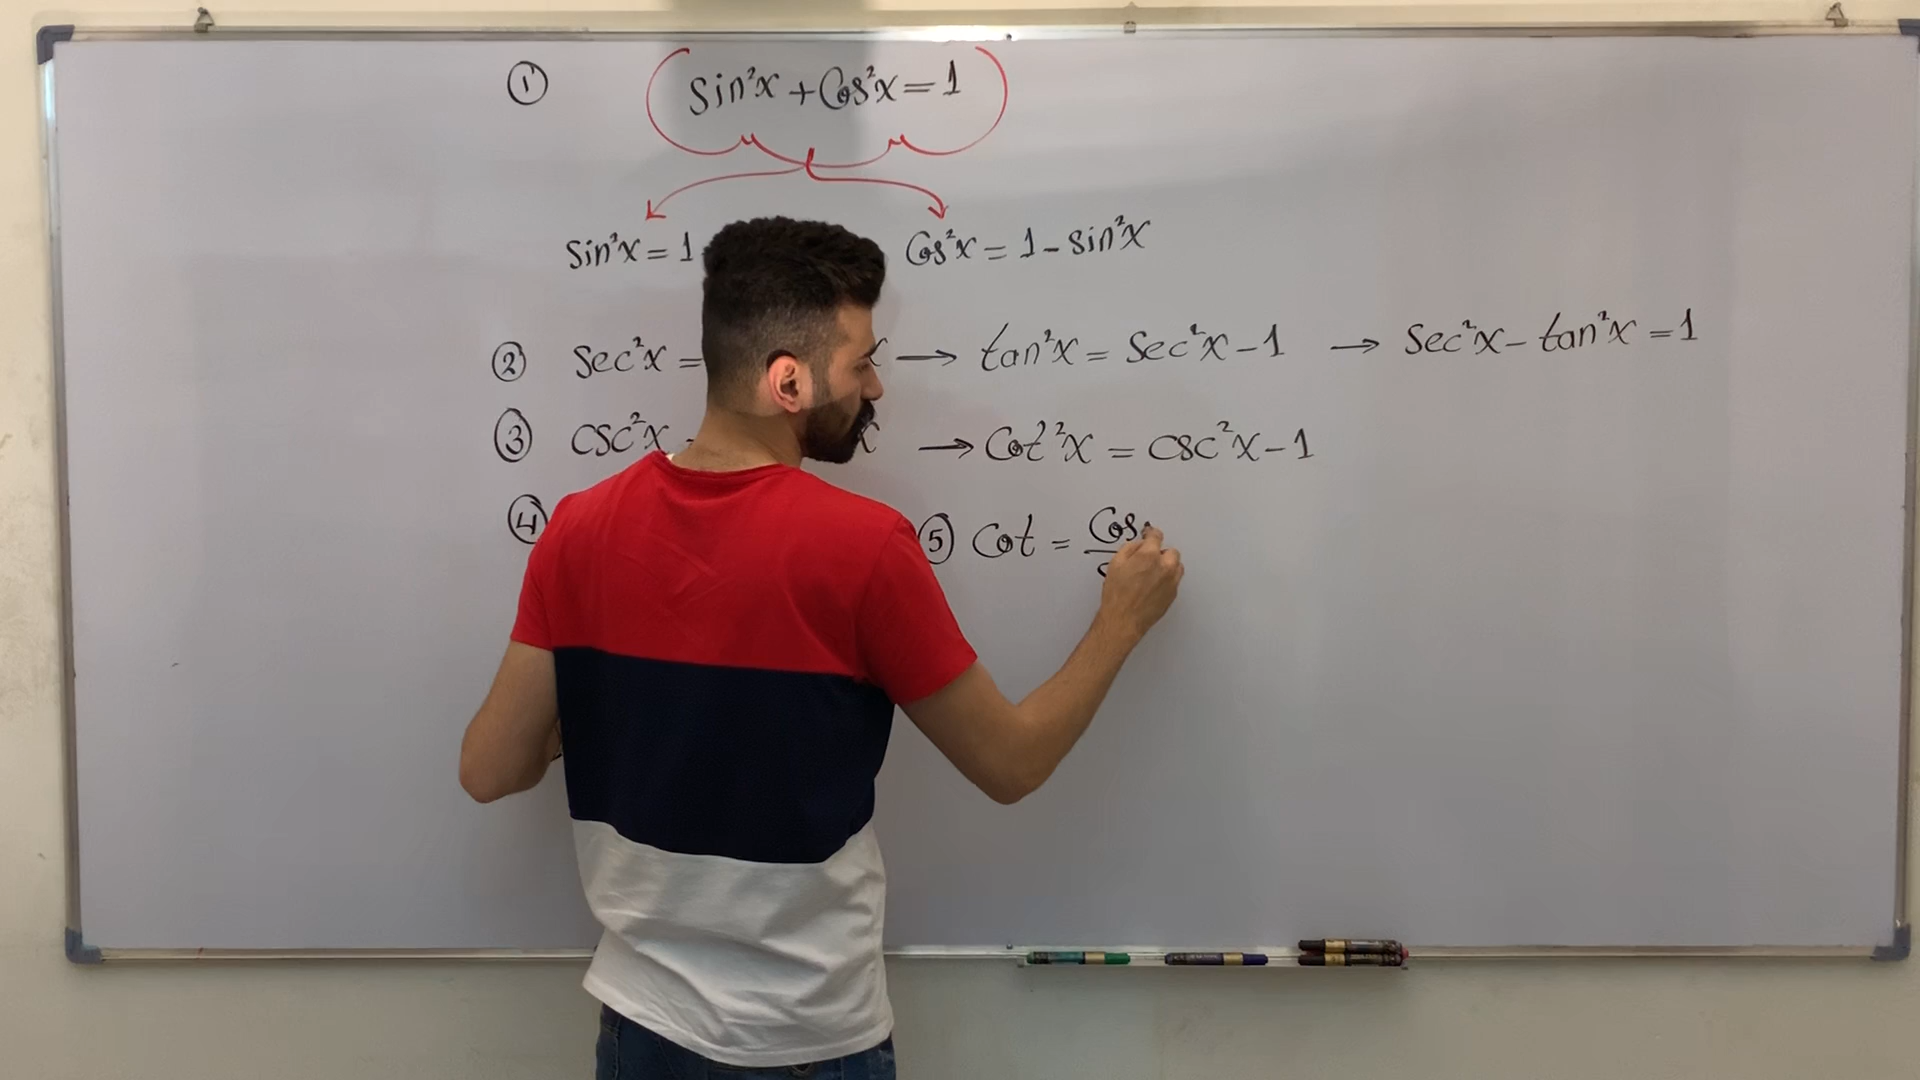 ① sin²x + Cos²x = 1
sin²x = 1 Cos²x = 1 - sin²x
② sec²x = → tan²x = sec²x - 1 → sec²x - tan²x = 1
③ csc²x → Cot²x = csc²x - 1
④ ⑤ Cot = Cos